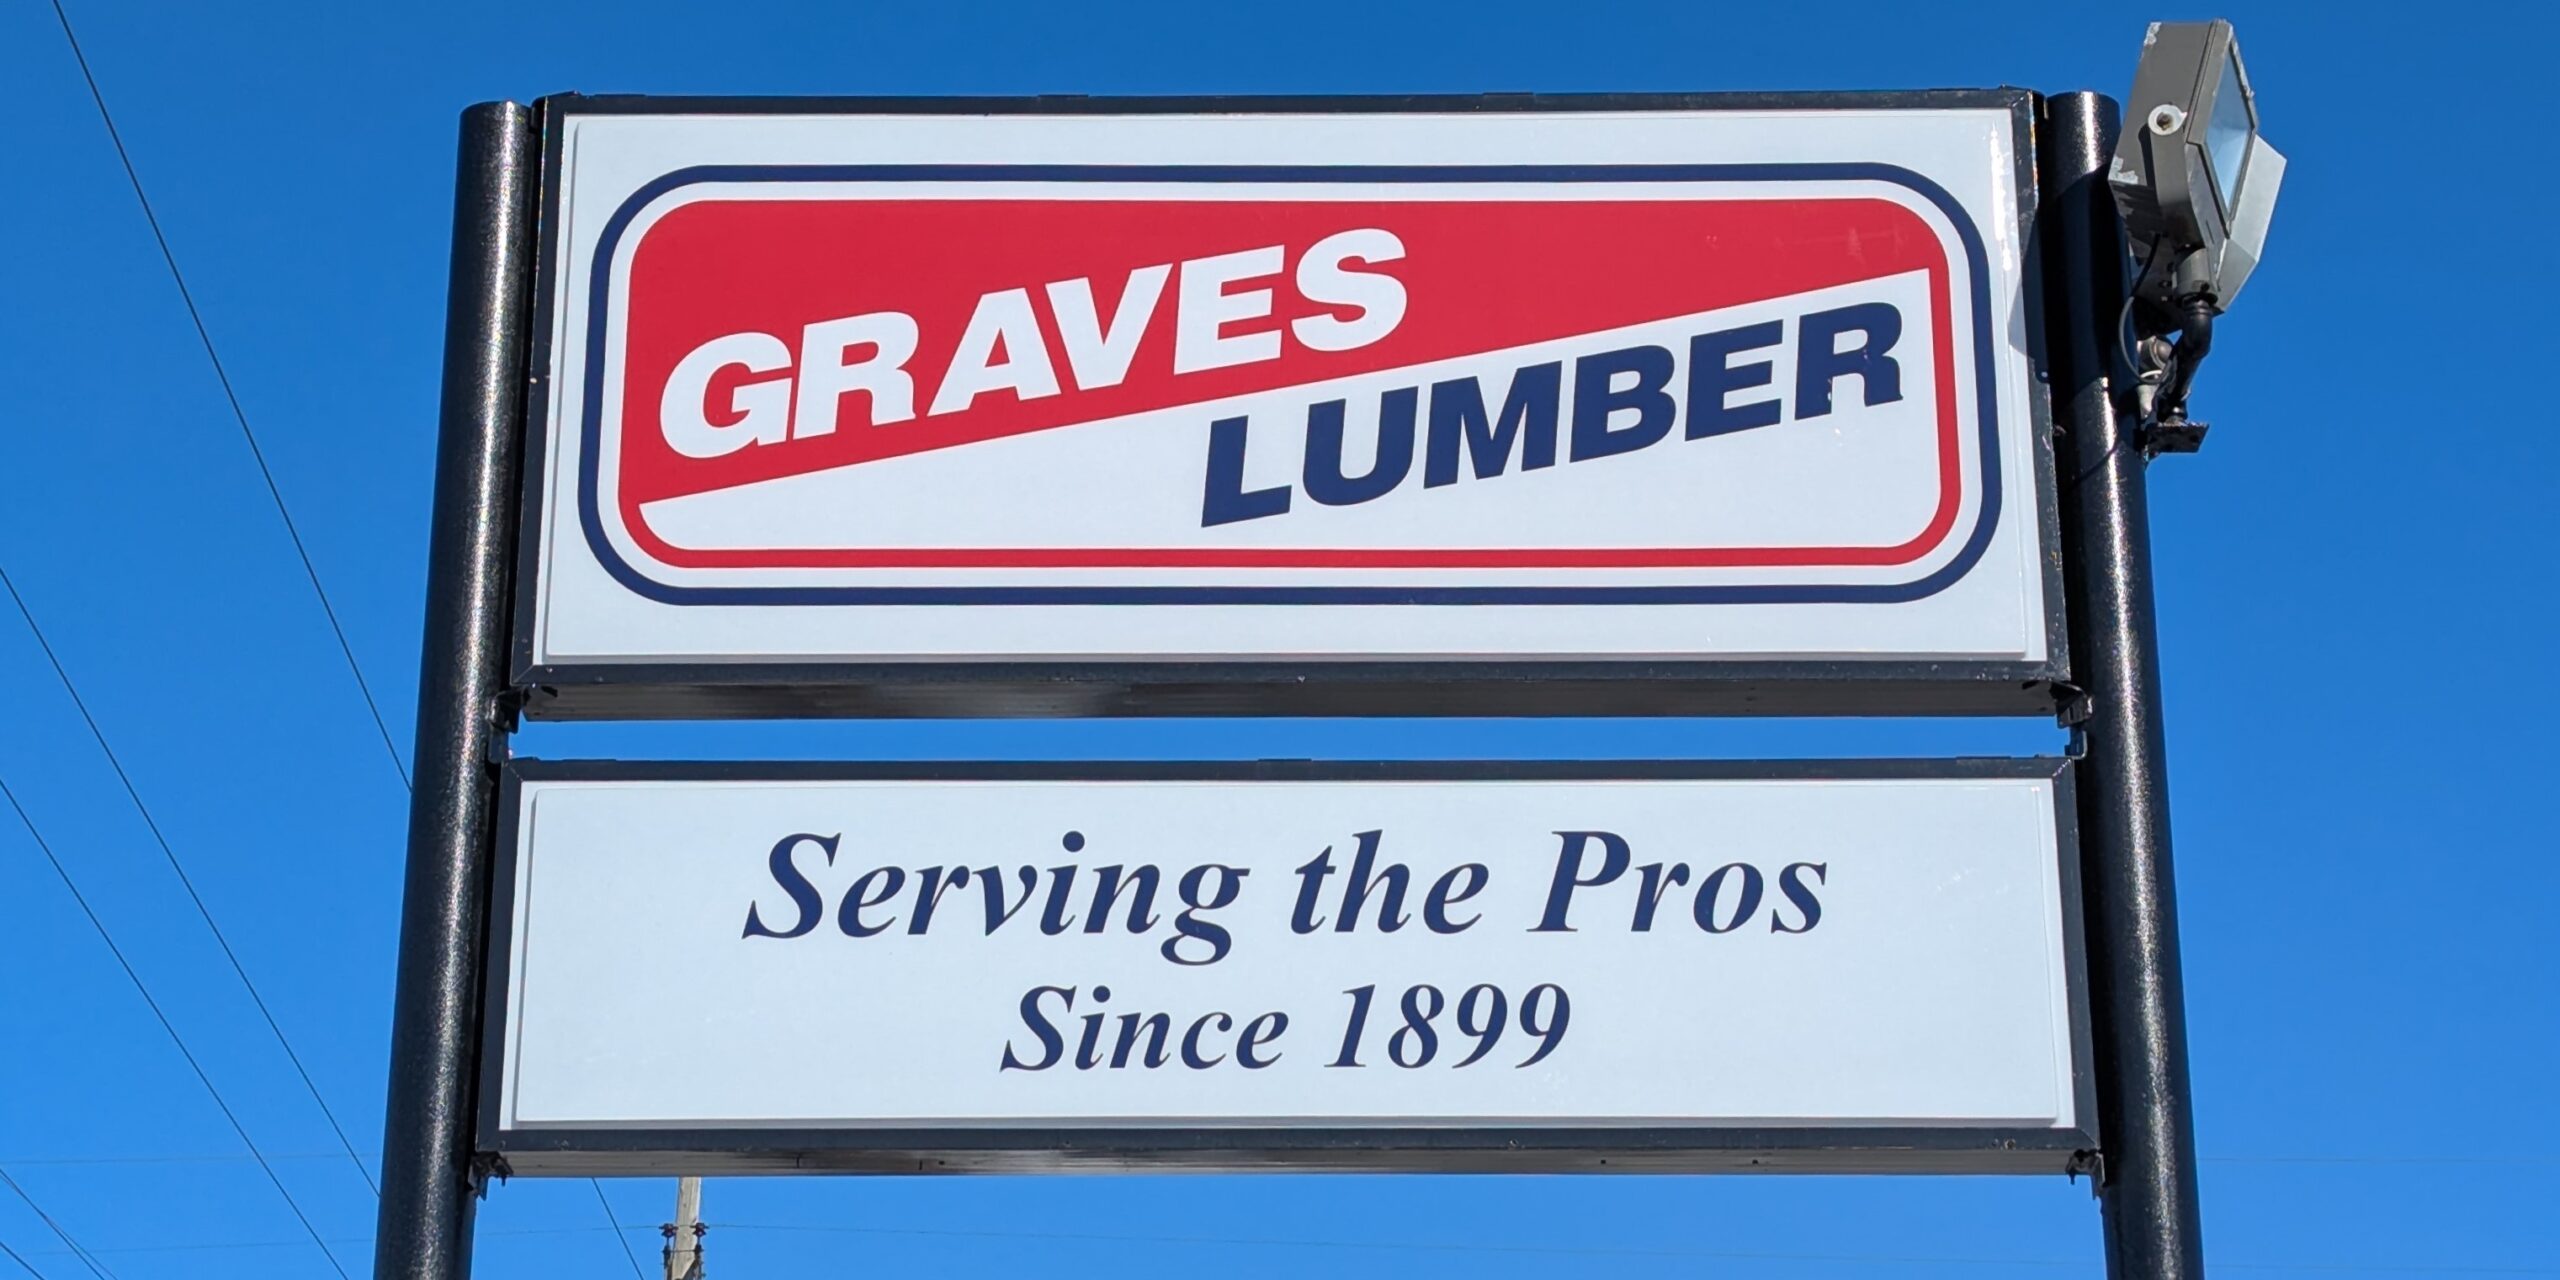 GRAVES
LUMBER
Serving the Pros
Since 1899